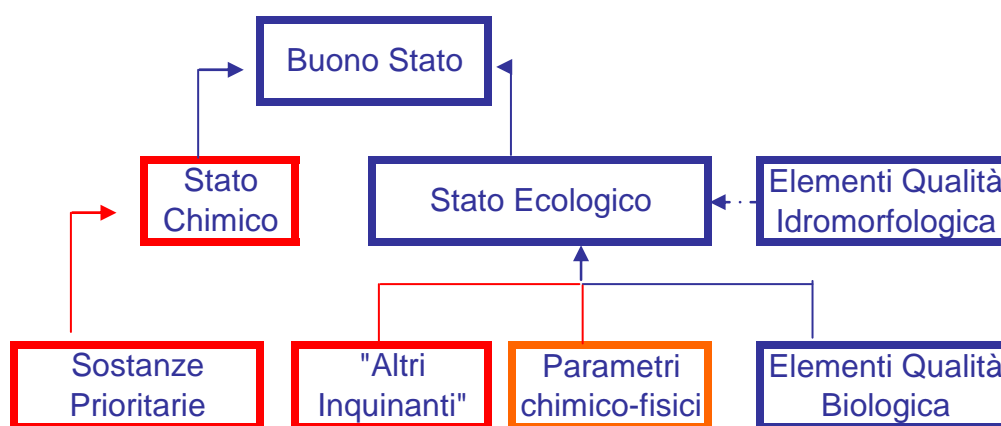 Buono Stato
Stato
Chimico
Stato Ecologico
Elementi Qualità
Idromorfologica
Sostanze
Prioritarie
"Altri
Inquinanti"
Parametri
chimico-fisici
Elementi Qualità
Biologica